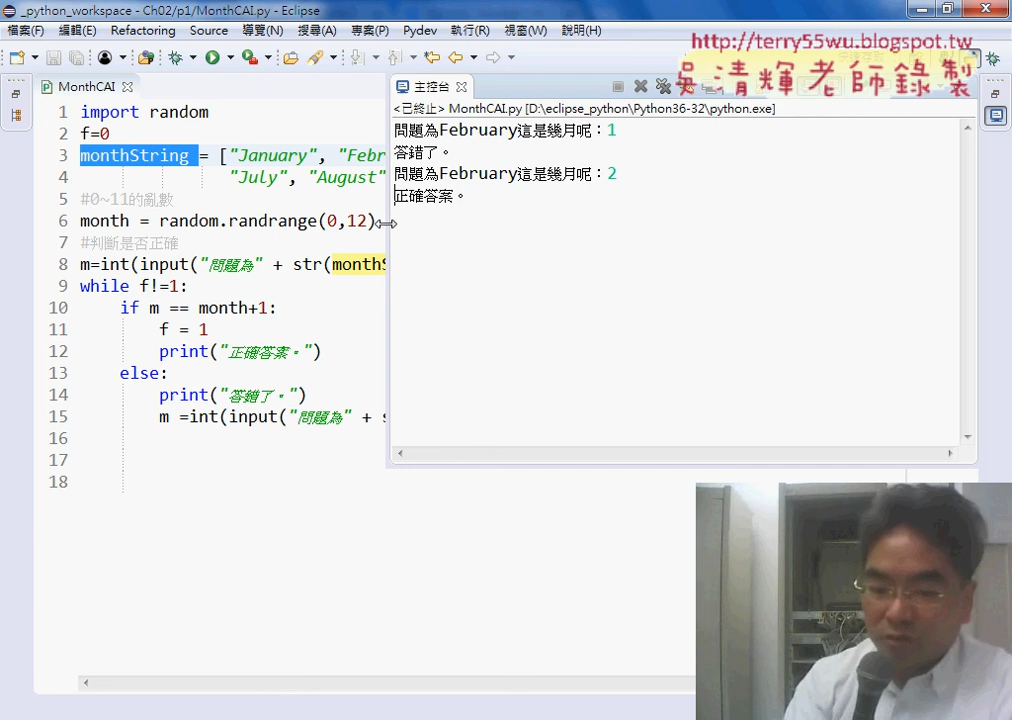 _python_workspace - Ch02/p1/MonthCAI.py - Eclipse
檔案(F) 編輯(E) Refactoring Source 導覽(N) 搜尋(A) 專案(P) Pydev 執行(R) 視窗(W) 說明(H)
http://terry55wu.blogspot.tw
吳清輝老師錄製
MonthCAI
1 import random
2 f=0
3 monthString = ["January", "Febr
4 "July", "August"
5 #0~11的亂數
6 month = random.randrange(0,12)
7 #判斷是否正確
8 m=int(input("問題為" + str(monthS
9 while f!=1:
10 if m == month+1:
11 f = 1
12 print("正確答案。")
13 else:
14 print("答錯了。")
15 m =int(input("問題為" + s
16
17
18
主控台
<已終止> MonthCAI.py [D:\eclipse_python\Python36-32\python.exe]
問題為February這是幾月呢：1
答錯了。
問題為February這是幾月呢：2
正確答案。